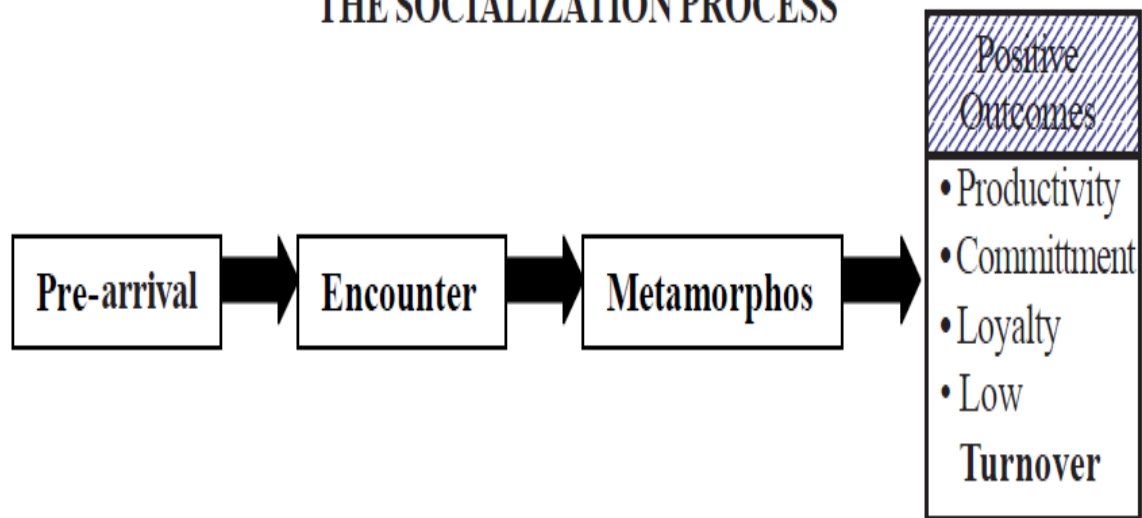 THE SOCIALIZATION PROCESS
Positive
Outcomes
Pre-arrival
Encounter
Metamorphos
• Productivity
• Committment
• Loyalty
• Low
Turnover